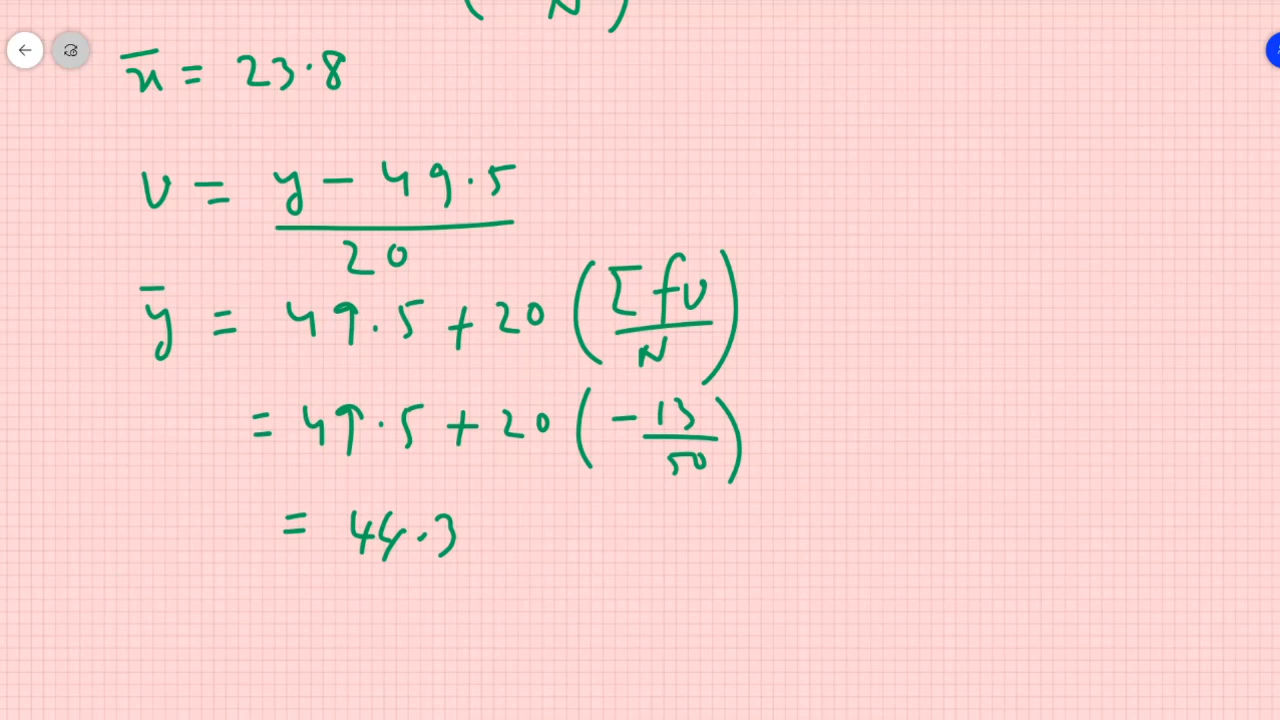 ( N )
x̄ = 23.8
v = (y - 49.5) / 20
ȳ = 49.5 + 20 (Σfv / N)
= 49.5 + 20 (-13 / 50)
= 44.3